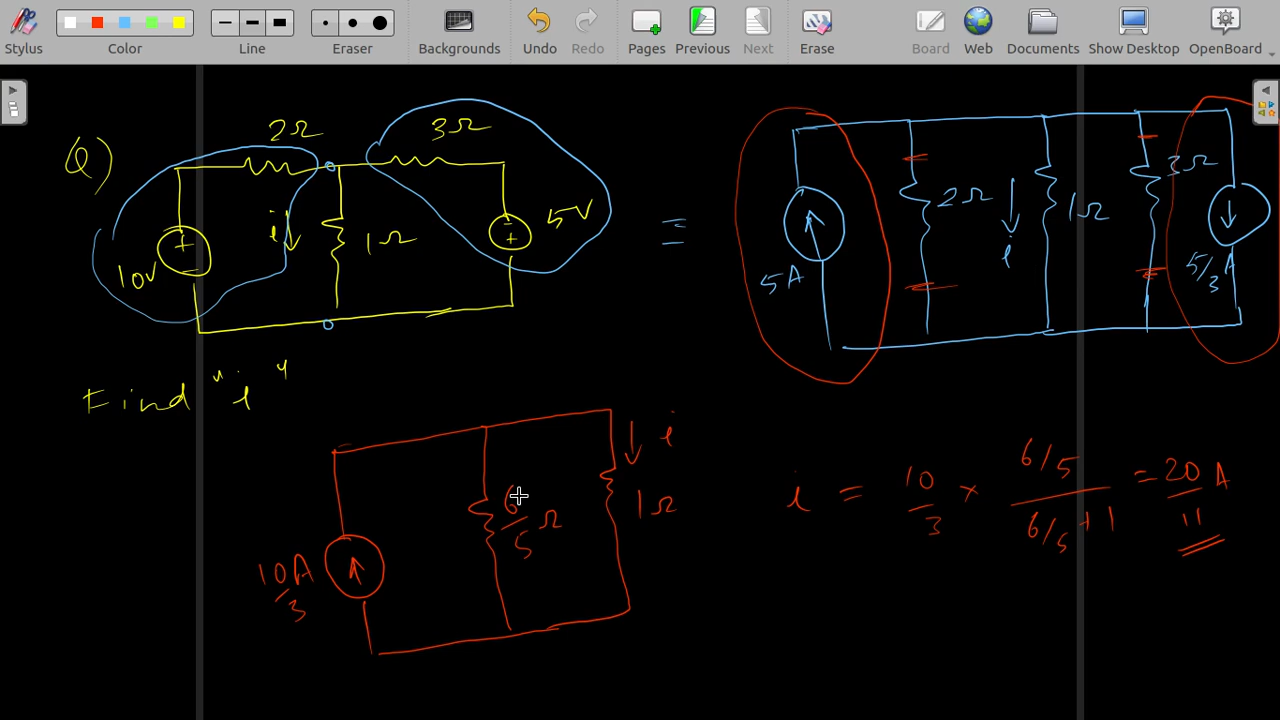 Stylus
Color
Line
Eraser
Backgrounds
Undo
Redo
Pages
Previous
Next
Erase
Board
Web
Documents
Show Desktop
OpenBoard
Q)
2Ω
3Ω
10V
+
−
i
1Ω
−
+
5V
=
5A
2Ω
i
1Ω
3Ω
5/3 A
Find "i"
10/3 A
6/5 Ω
i
1Ω
i = 10/3 × (6/5)/(6/5 + 1) = 20/11 A